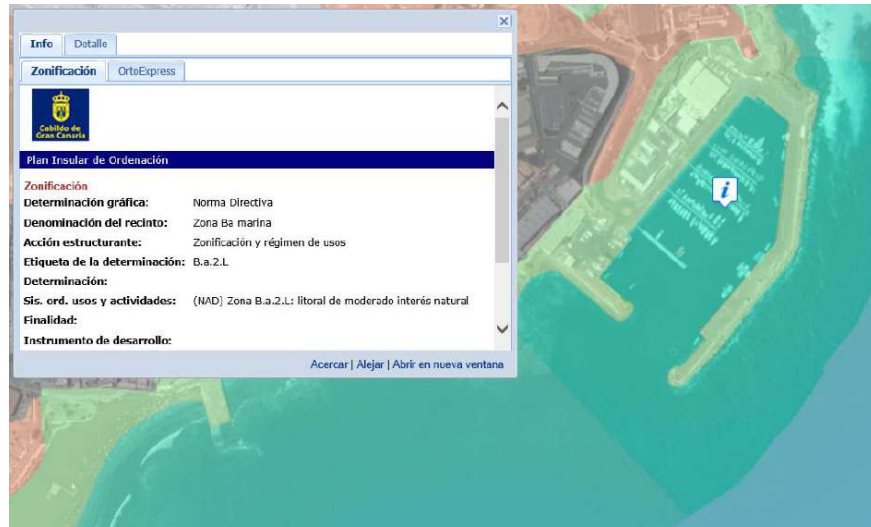 Info Detalle
Zonificación OrtoExpress
Cabildo de
Gran Canaria
Plan Insular de Ordenación
Zonificación
Determinación gráfica: Norma Directiva
Denominación del recinto: Zona Ba marina
Acción estructurante: Zonificación y régimen de usos
Etiqueta de la determinación: B.a.2.L
Determinación:
Sis. ord. usos y actividades: (NAD) Zona B.a.2.L: litoral de moderado interés natural
Finalidad:
Instrumento de desarrollo:
Acercar | Alejar | Abrir en nueva ventana
i